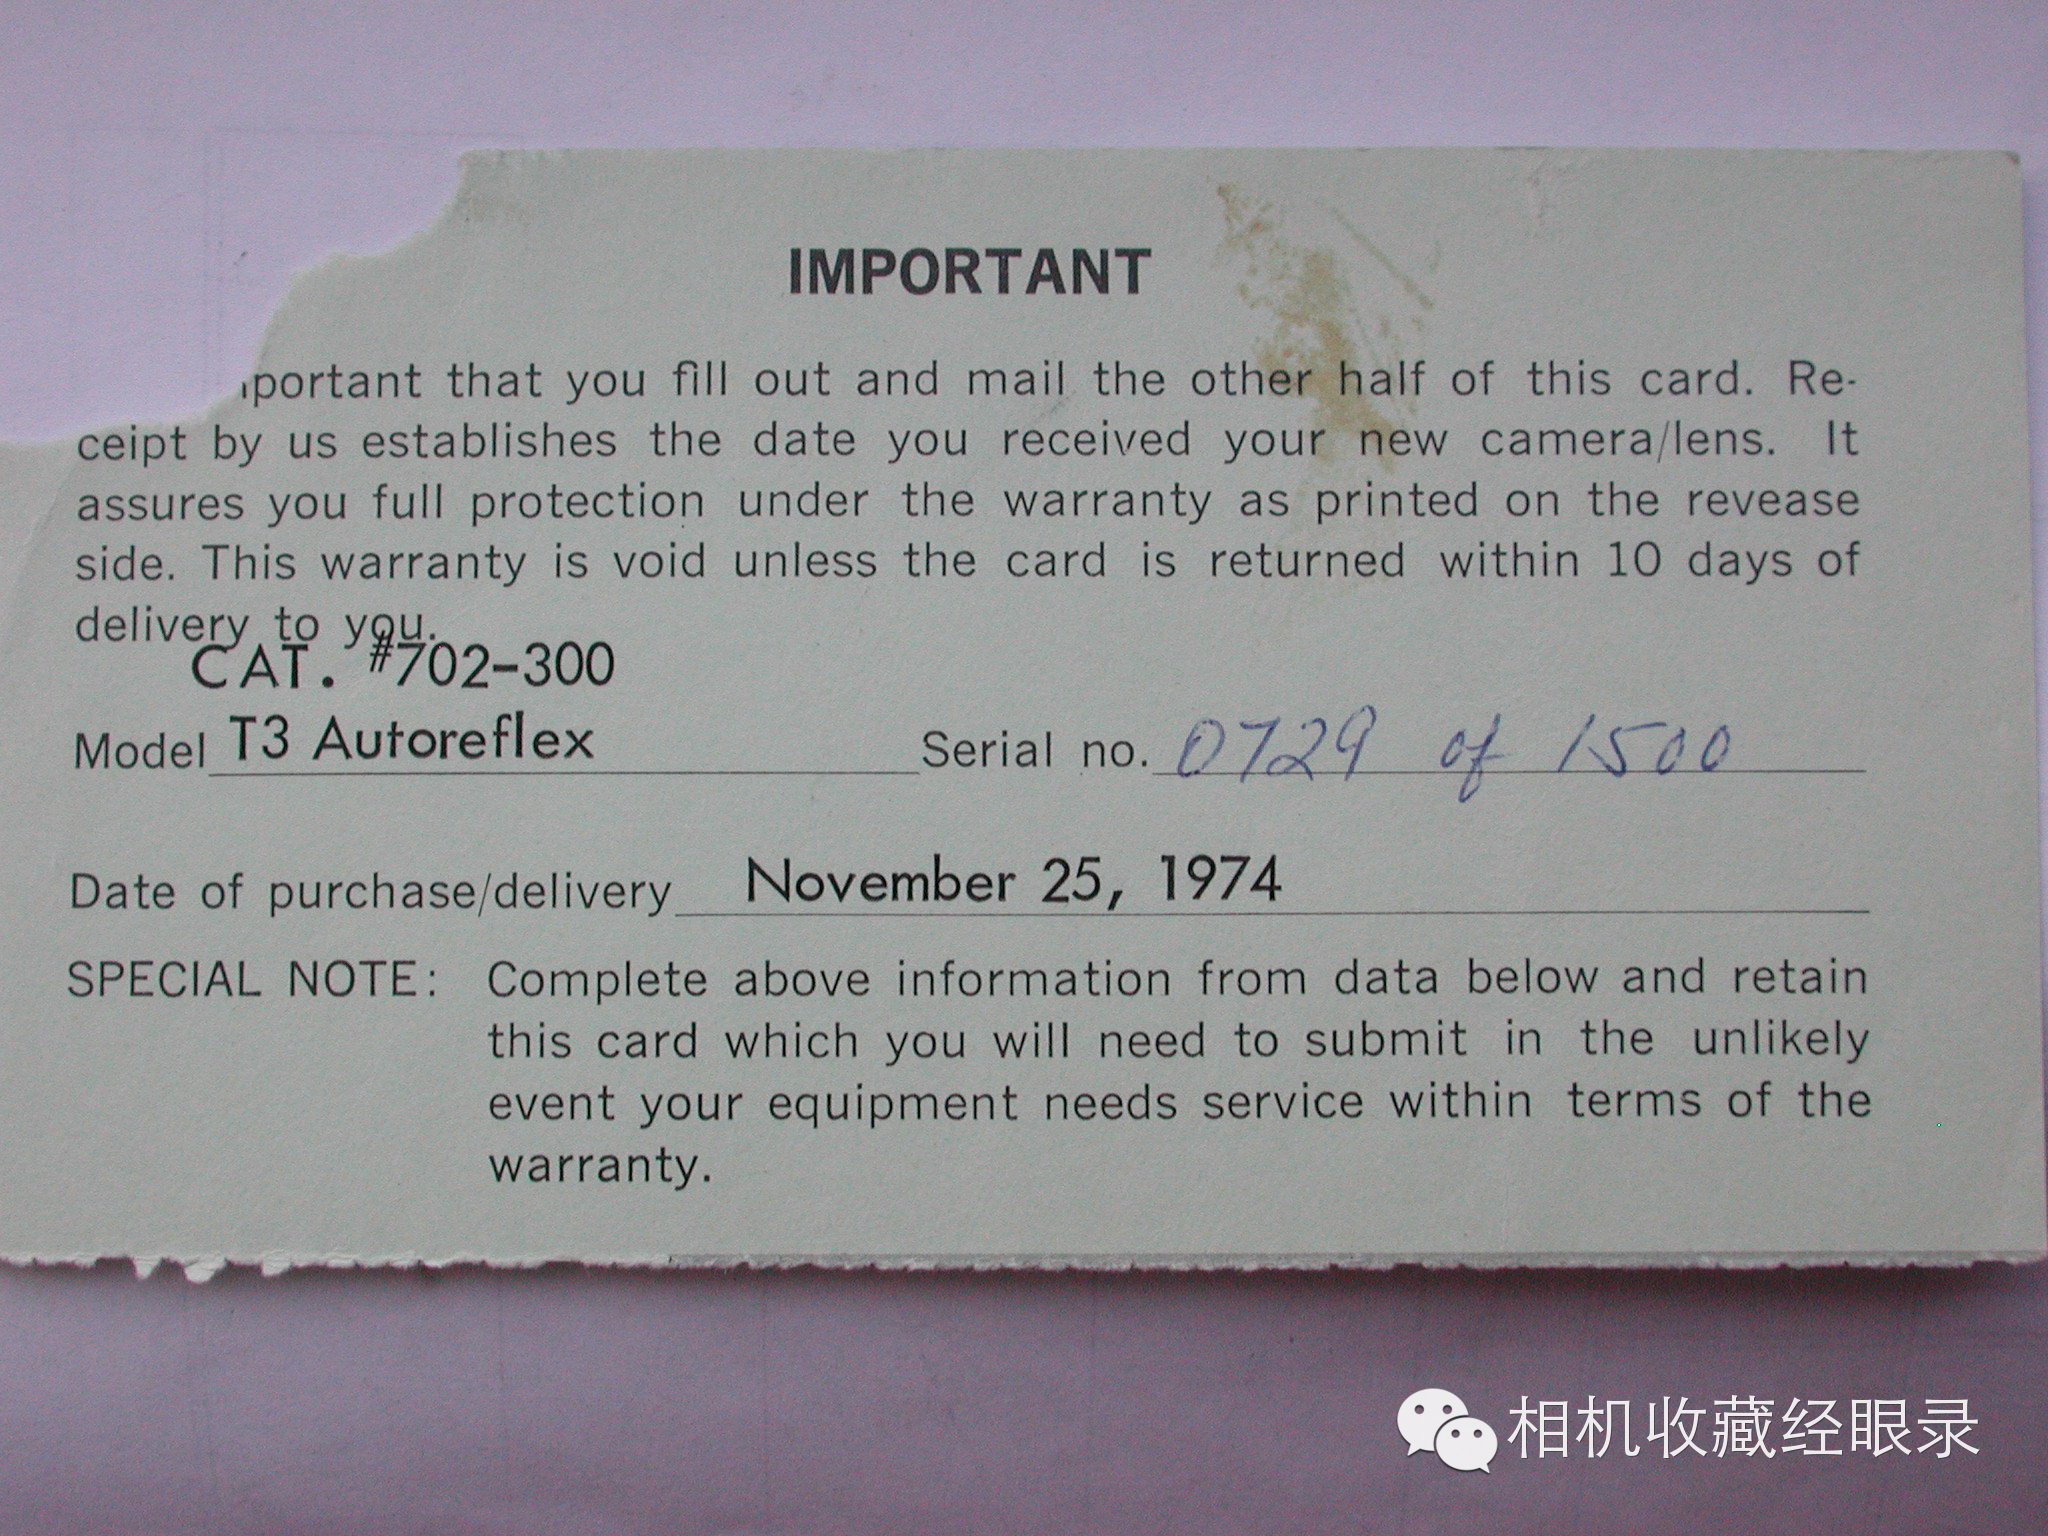 IMPORTANT
portant that you fill out and mail the other half of this card. Re-
ceipt by us establishes the date you received your new camera/lens. It
assures you full protection under the warranty as printed on the revease
side. This warranty is void unless the card is returned within 10 days of
delivery to you.
CAT. #702-300
Model T3 Autoreflex Serial no. 0729 of 1500
Date of purchase/delivery November 25, 1974
SPECIAL NOTE: Complete above information from data below and retain
this card which you will need to submit in the unlikely
event your equipment needs service within terms of the
warranty.
相机收藏经眼录